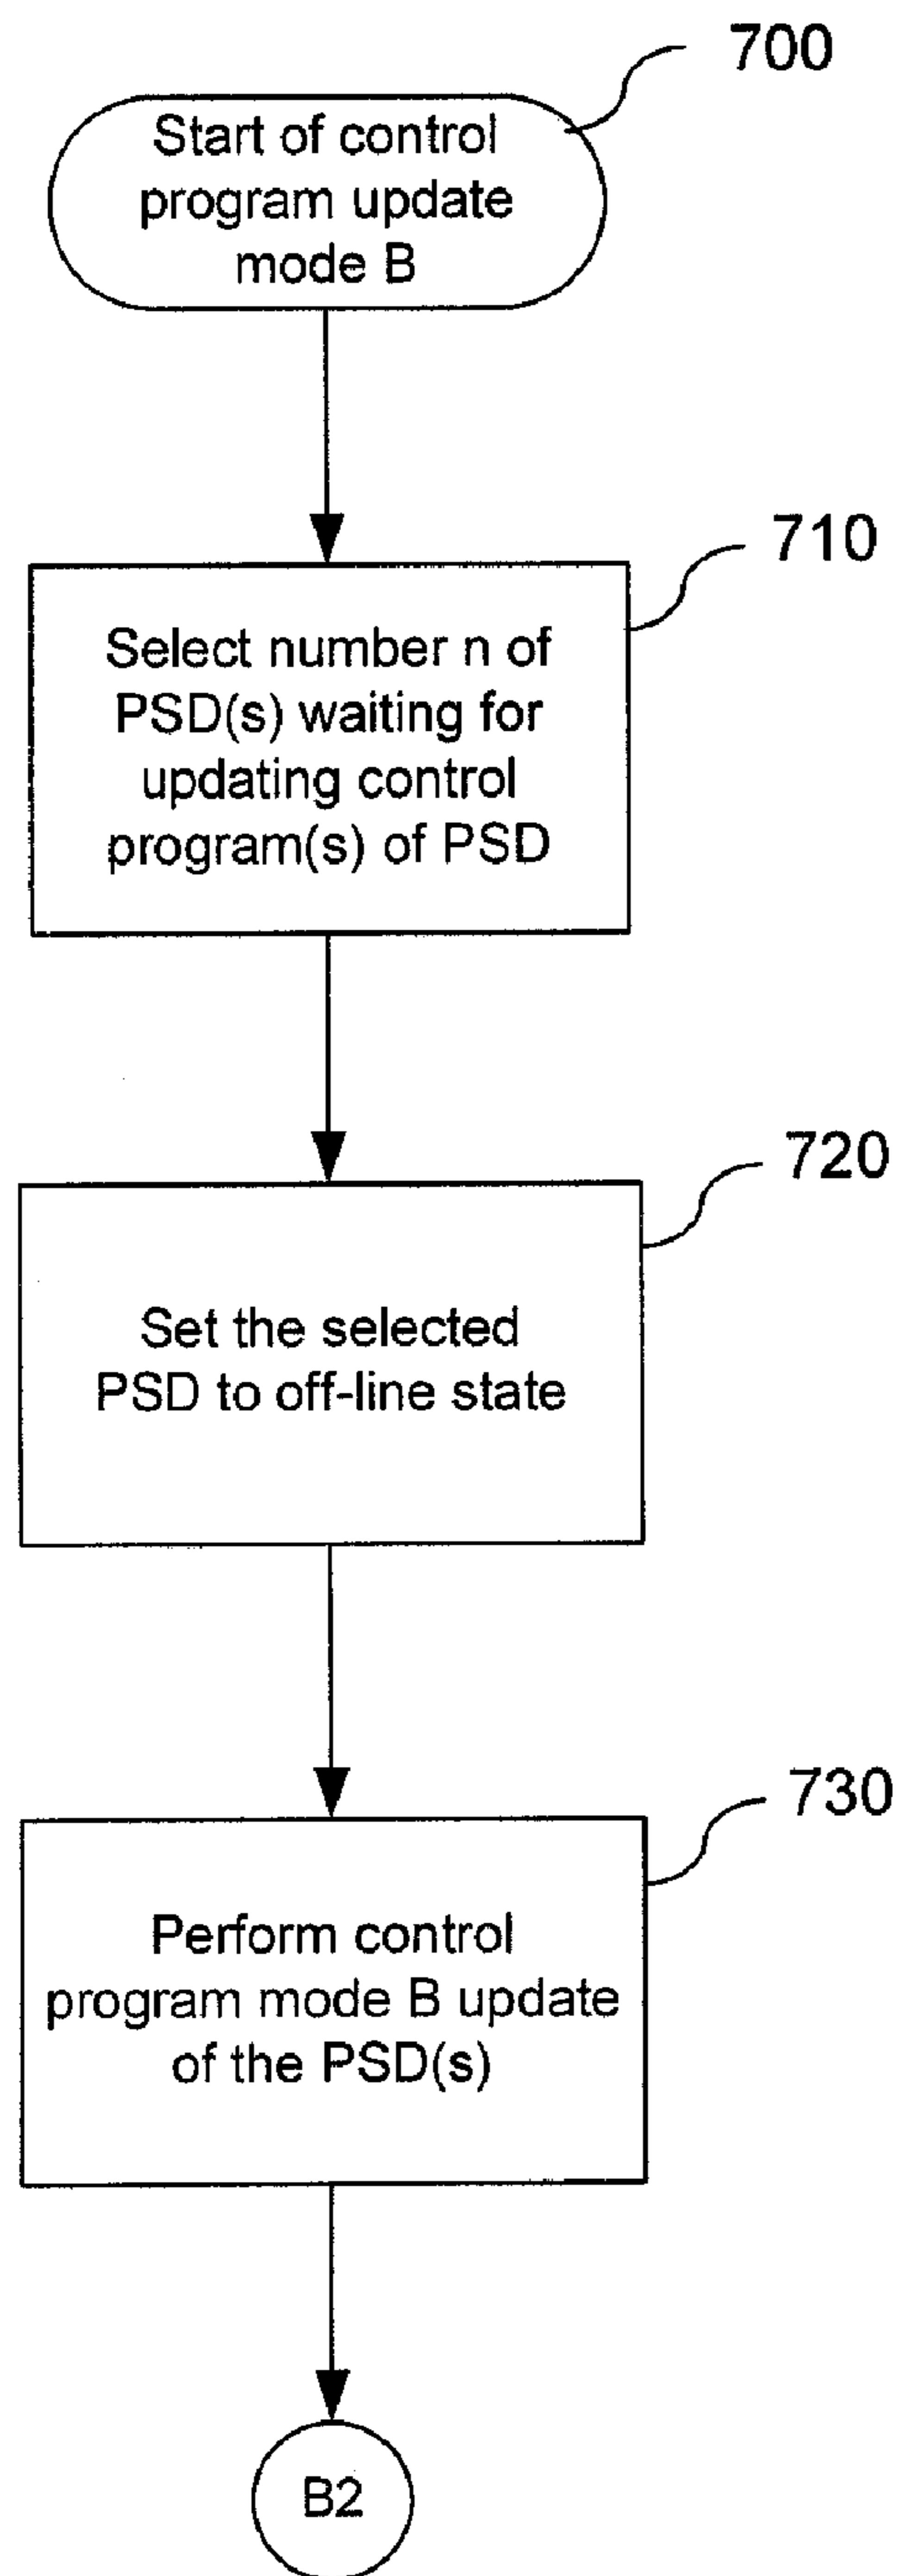 700
Start of control
program update
mode B
710
Select number n of
PSD(s) waiting for
updating control
program(s) of PSD
720
Set the selected
PSD to off-line state
730
Perform control
program mode B update
of the PSD(s)
B2